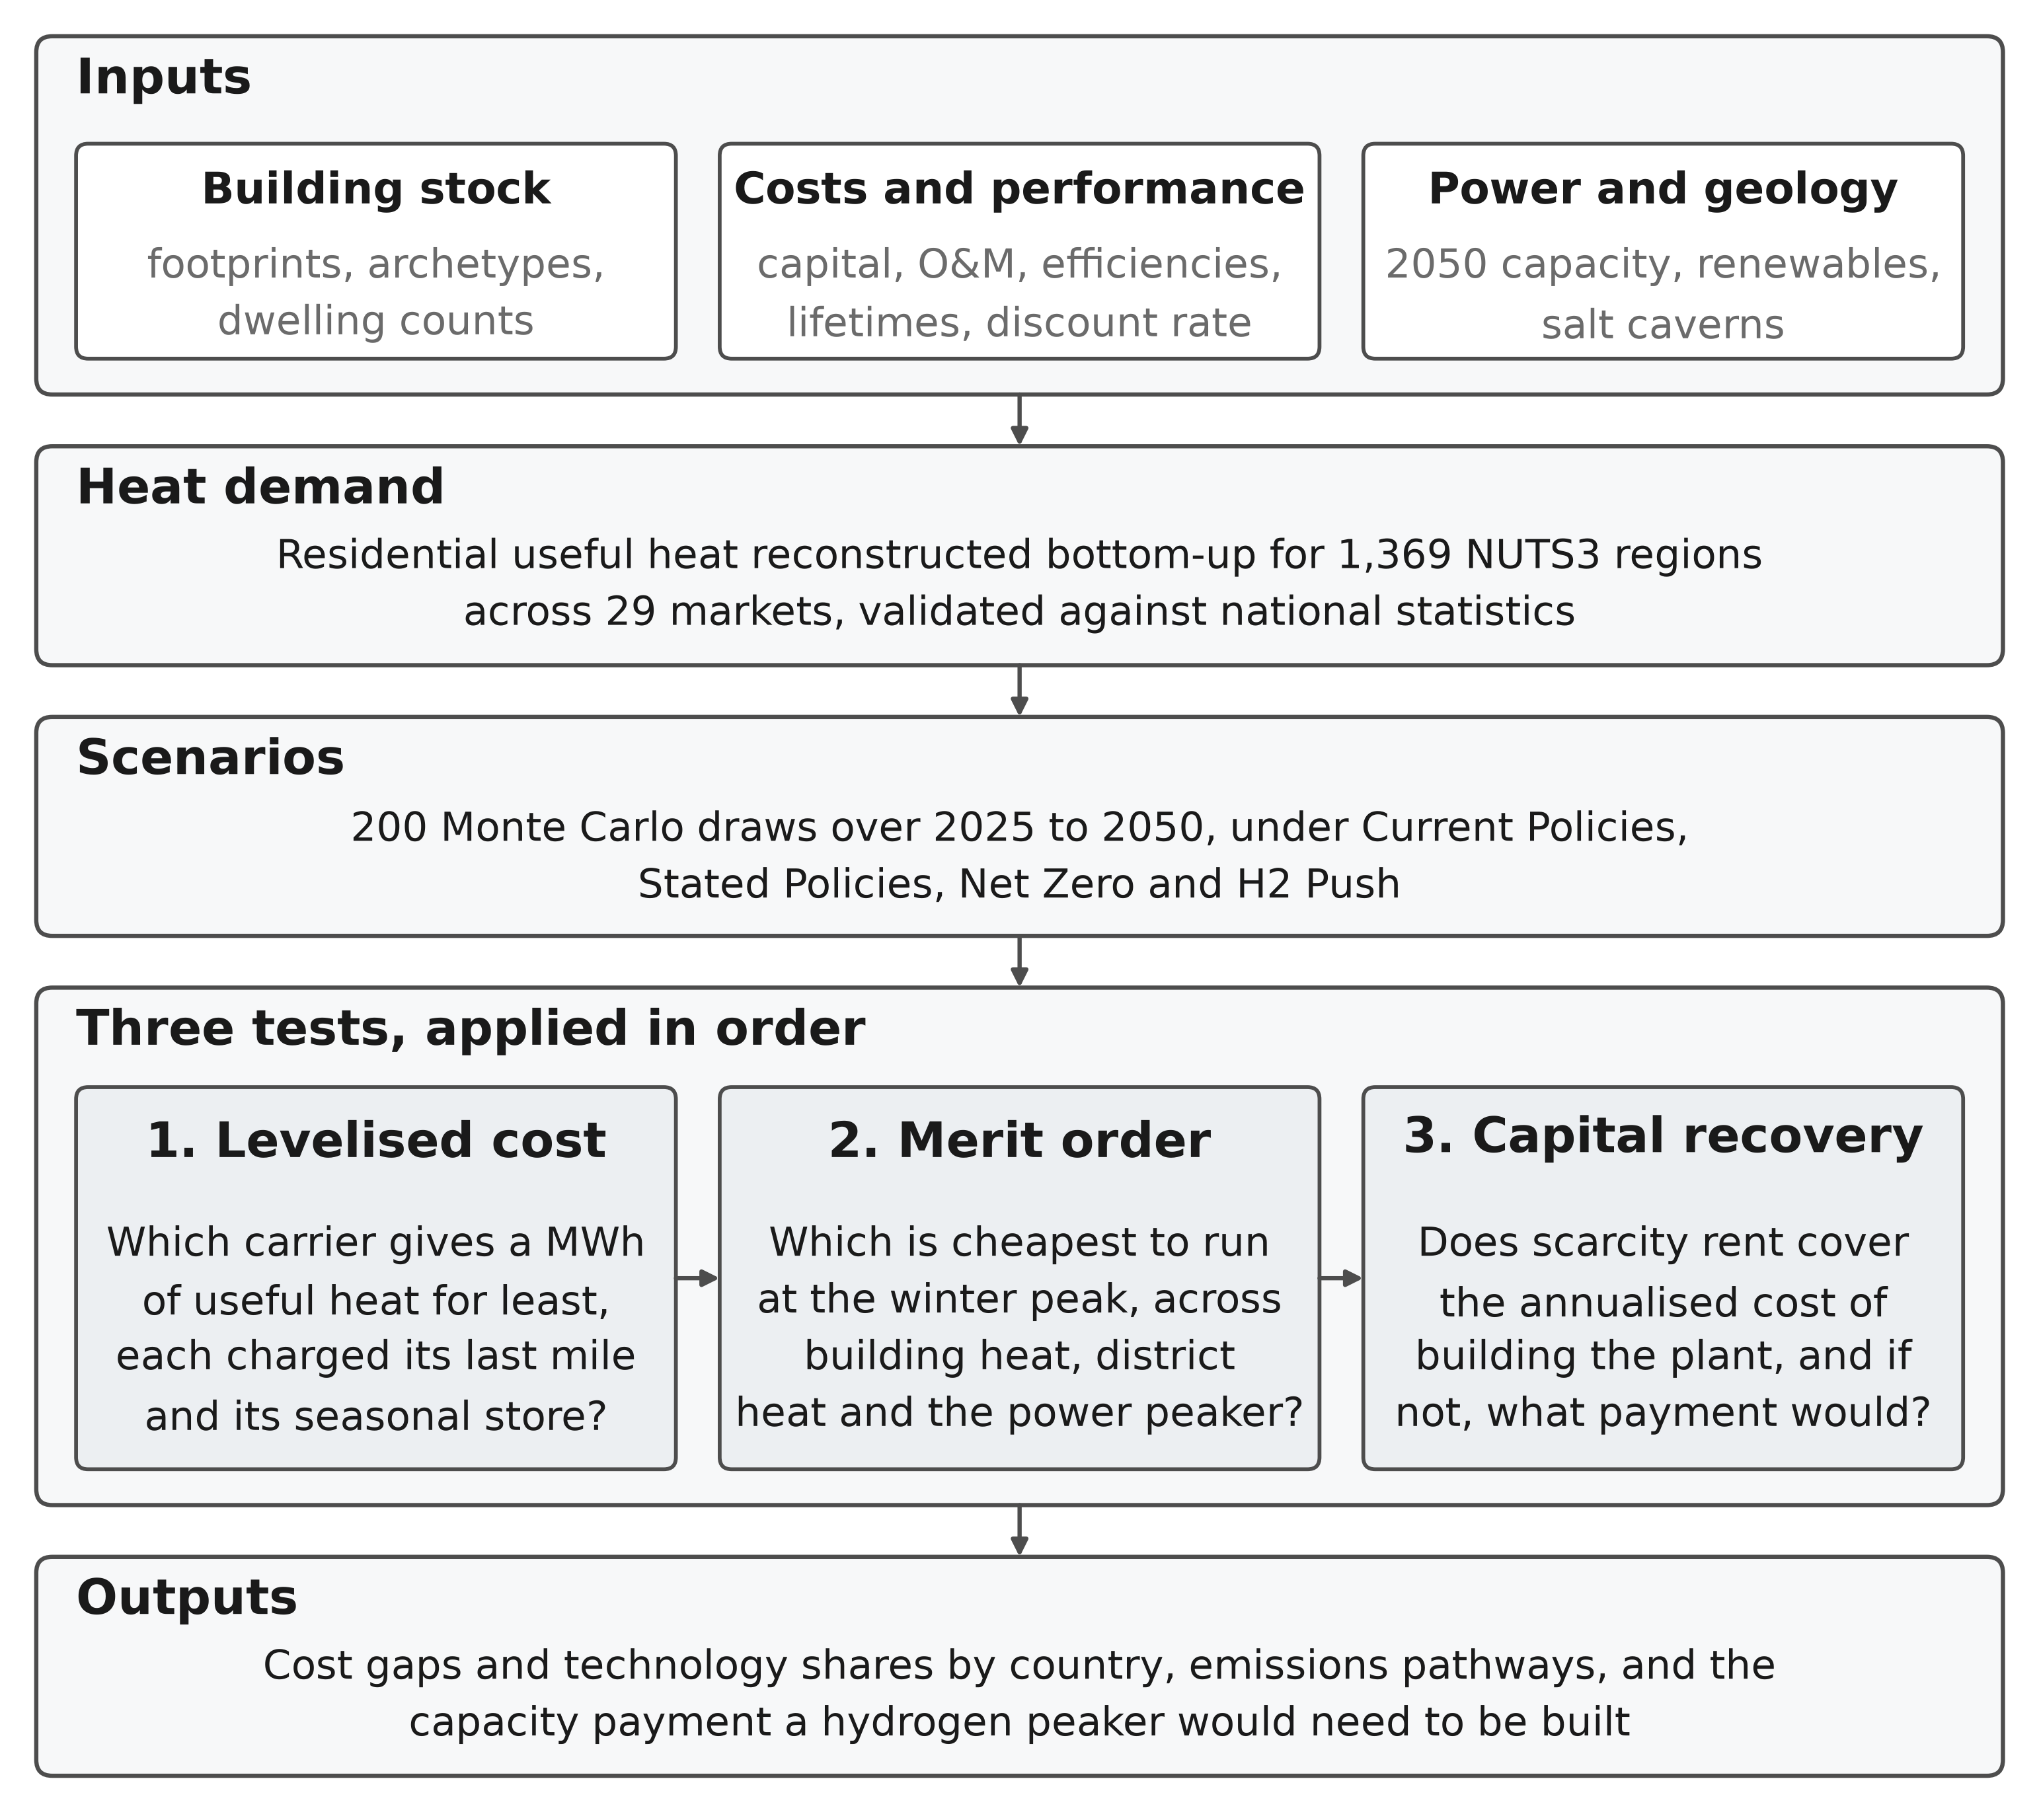 Inputs
Building stock
footprints, archetypes,
dwelling counts
Costs and performance
capital, O&M, efficiencies,
lifetimes, discount rate
Power and geology
2050 capacity, renewables,
salt caverns
Heat demand
Residential useful heat reconstructed bottom-up for 1,369 NUTS3 regions
across 29 markets, validated against national statistics
Scenarios
200 Monte Carlo draws over 2025 to 2050, under Current Policies,
Stated Policies, Net Zero and H2 Push
Three tests, applied in order
1. Levelised cost
Which carrier gives a MWh
of useful heat for least,
each charged its last mile
and its seasonal store?
2. Merit order
Which is cheapest to run
at the winter peak, across
building heat, district
heat and the power peaker?
3. Capital recovery
Does scarcity rent cover
the annualised cost of
building the plant, and if
not, what payment would?
Outputs
Cost gaps and technology shares by country, emissions pathways, and the
capacity payment a hydrogen peaker would need to be built